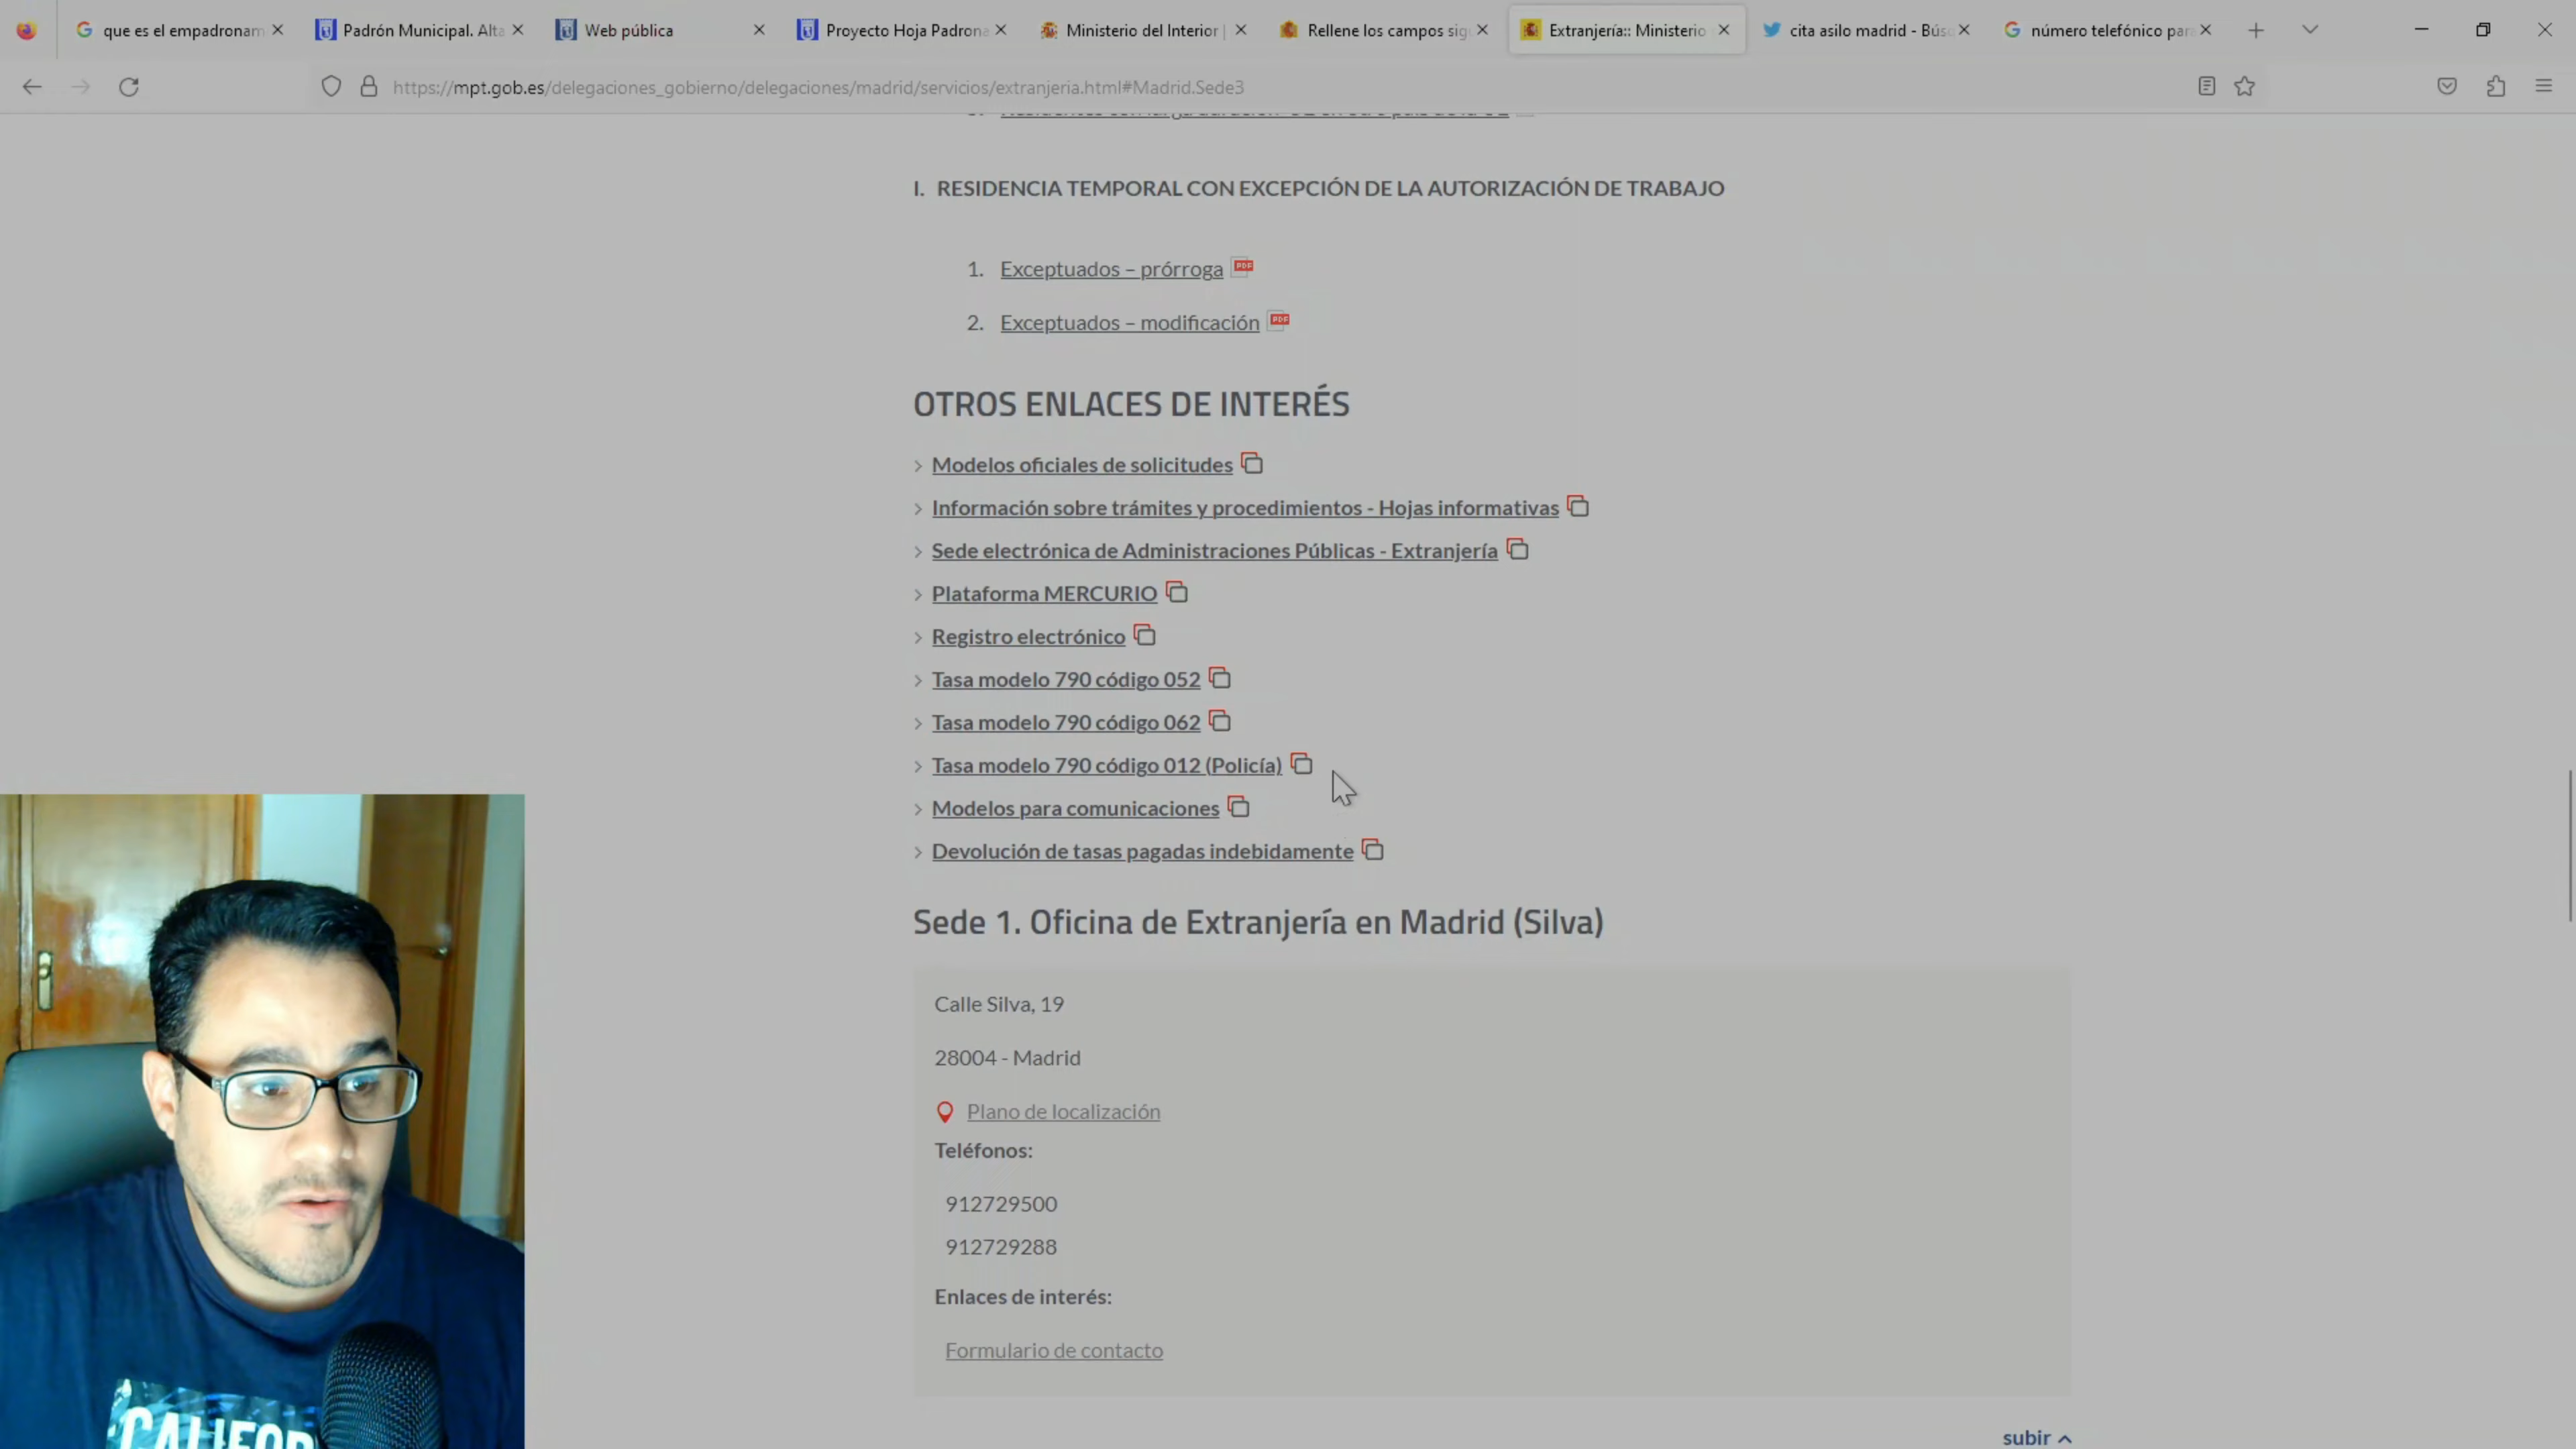 que es el empadronam
Padrón Municipal. Alta
Web pública
Proyecto Hoja Padrona
Ministerio del Interior |
Rellene los campos sig
Extranjería:: Ministerio
cita asilo madrid - Bús
número telefónico par
https://mpt.gob.es/delegaciones_gobierno/delegaciones/madrid/servicios/extranjeria.html#Madrid.Sede3
I. RESIDENCIA TEMPORAL CON EXCEPCIÓN DE LA AUTORIZACIÓN DE TRABAJO
1. Exceptuados – prórroga PDF
2. Exceptuados – modificación PDF
OTROS ENLACES DE INTERÉS
Modelos oficiales de solicitudes
Información sobre trámites y procedimientos - Hojas informativas
Sede electrónica de Administraciones Públicas - Extranjería
Plataforma MERCURIO
Registro electrónico
Tasa modelo 790 código 052
Tasa modelo 790 código 062
Tasa modelo 790 código 012 (Policía)
Modelos para comunicaciones
Devolución de tasas pagadas indebidamente
Sede 1. Oficina de Extranjería en Madrid (Silva)
Calle Silva, 19
28004 - Madrid
Plano de localización
Teléfonos:
912729500
912729288
Enlaces de interés:
Formulario de contacto
subir
CALIFOR